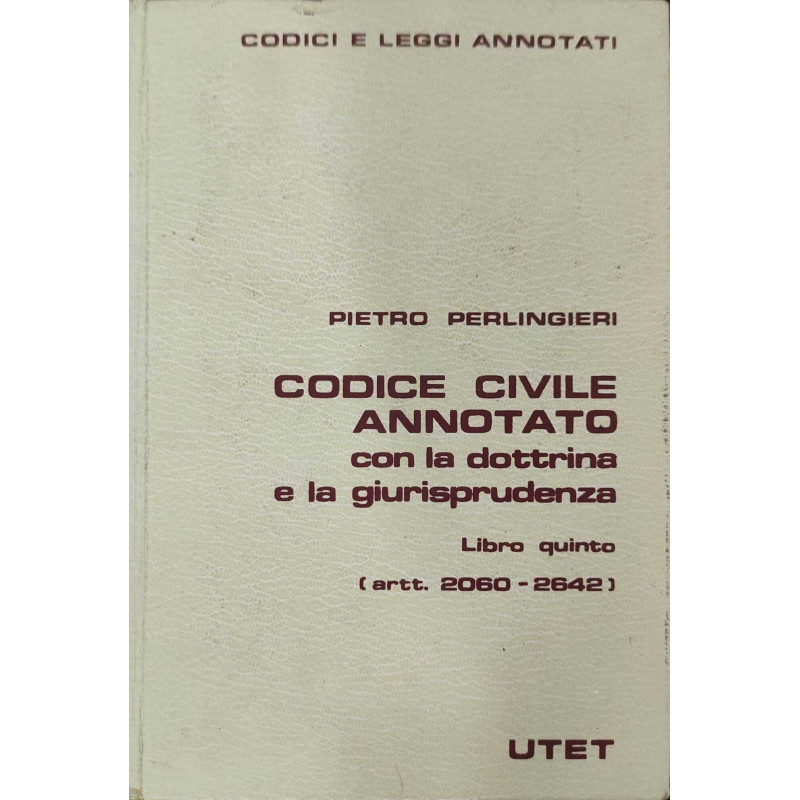 CODICI E LEGGI ANNOTATI
PIETRO PERLINGIERI
CODICE CIVILE
ANNOTATO
con la dottrina
e la giurisprudenza
Libro quinto
(artt. 2060-2642)
UTET